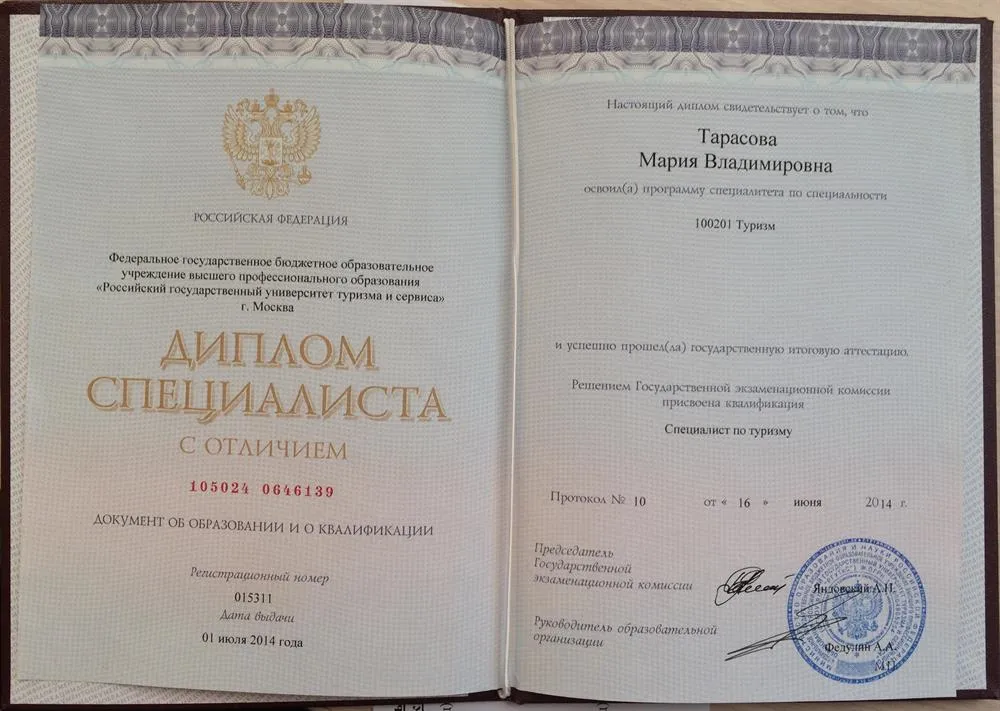 РОССИЙСКАЯ ФЕДЕРАЦИЯ
Федеральное государственное бюджетное образовательное
учреждение высшего профессионального образования
«Российский государственный университет туризма и сервиса»
г. Москва
ДИПЛОМ
СПЕЦИАЛИСТА
С ОТЛИЧИЕМ
105024 0646139
ДОКУМЕНТ ОБ ОБРАЗОВАНИИ И О КВАЛИФИКАЦИИ
Регистрационный номер
015311
Дата выдачи
01 июля 2014 года
Настоящий диплом свидетельствует о том, что
Тарасова
Мария Владимировна
освоил(а) программу специалитета по специальности
100201 Туризм
и успешно прошел(ла) государственную итоговую аттестацию.
Решением Государственной экзаменационной комиссии
присвоена квалификация
Специалист по туризму
Протокол № 10 от « 16 » июня 2014 г.
Председатель
Государственной
экзаменационной комиссии
Яндовский А.Н.
Руководитель образовательной
организации
Федулин А.А.
М.П.